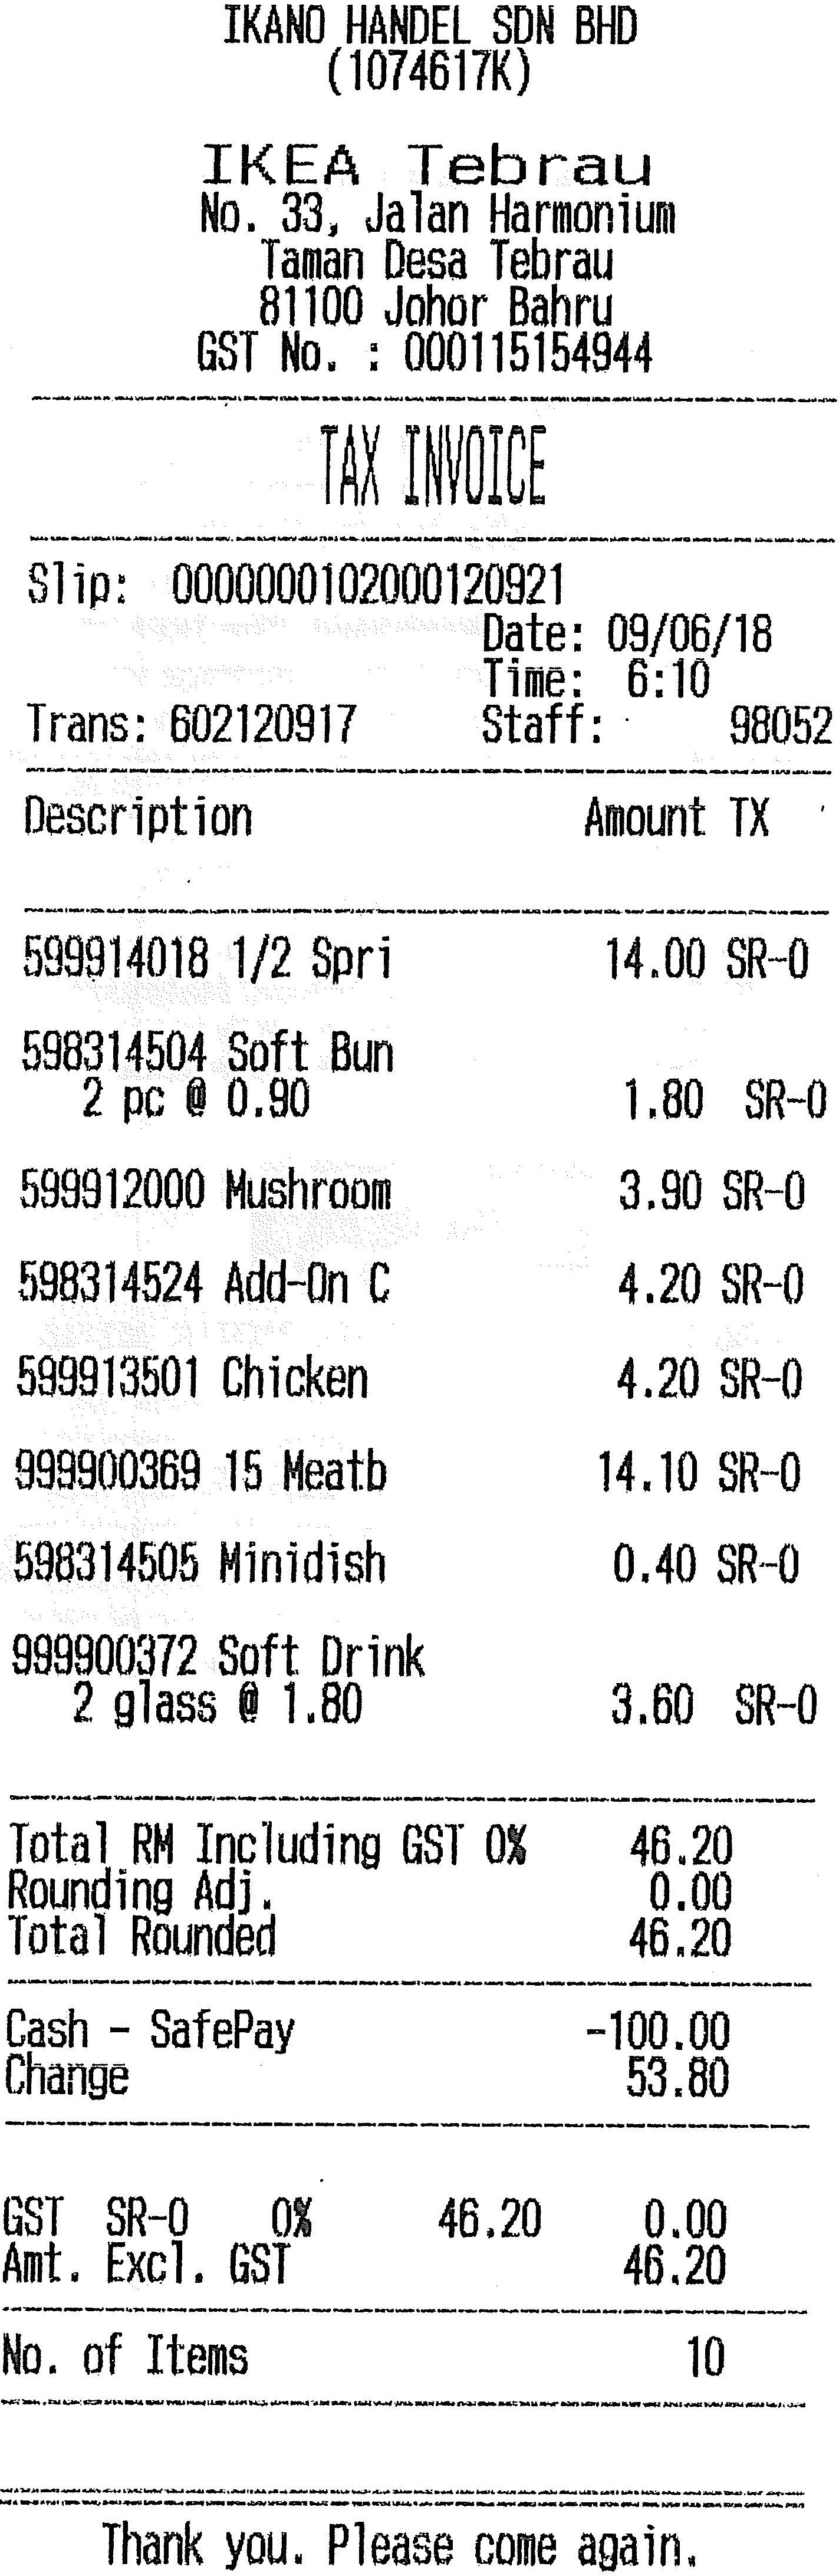 IKANO HANDEL SDN BHD
(1074617K)
IKEA Tebrau
No. 33, Jalan Harmonium
Taman Desa Tebrau
81100 Johor Bahru
GST No. : 000115154944
TAX INVOICE
Slip: 0000000102000120921
Date: 09/06/18
Time: 6:10
Trans: 602120917 Staff: 98052
Description Amount TX
599914018 1/2 Spri 14.00 SR-0
598314504 Soft Bun
2 pc @ 0.90 1.80 SR-0
599912000 Mushroom 3.90 SR-0
598314524 Add-On C 4.20 SR-0
599913501 Chicken 4.20 SR-0
999900369 15 Meatb 14.10 SR-0
598314505 Minidish 0.40 SR-0
999900372 Soft Drink
2 glass @ 1.80 3.60 SR-0
Total RM Including GST 0% 46.20
Rounding Adj. 0.00
Total Rounded 46.20
Cash - SafePay -100.00
Change 53.80
GST SR-0 0% 46.20 0.00
Amt. Excl. GST 46.20
No. of Items 10
Thank you. Please come again.